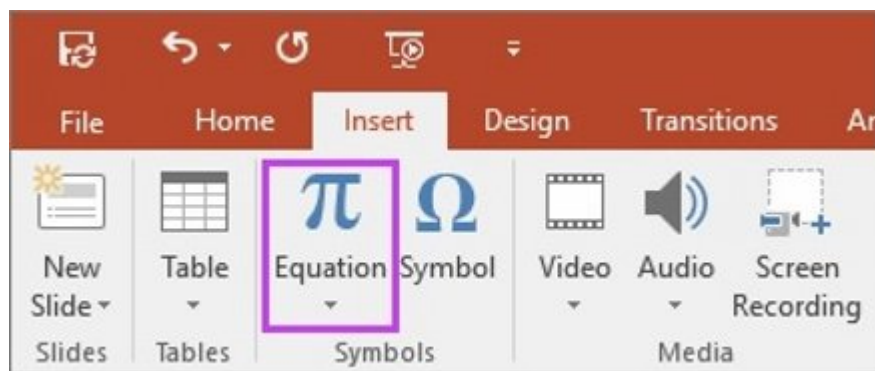 File Home Insert Design Transitions
π Ω
New Table Equation Symbol Video Audio Screen
Slide Recording
Slides Tables Symbols Media